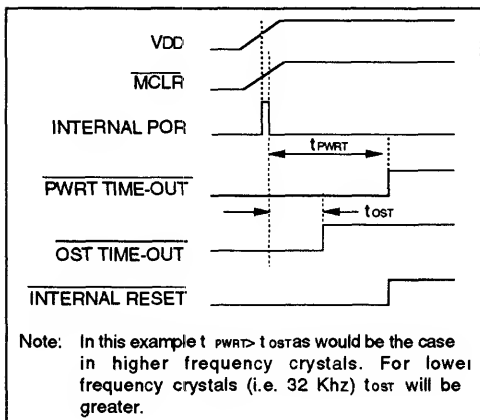 VDD
MCLR
INTERNAL POR
tPWRT
PWRT TIME-OUT
tOST
OST TIME-OUT
INTERNAL RESET
Note: In this example t PWRT> t OST as would be the case
in higher frequency crystals. For lower
frequency crystals (i.e. 32 Khz) tOST will be
greater.